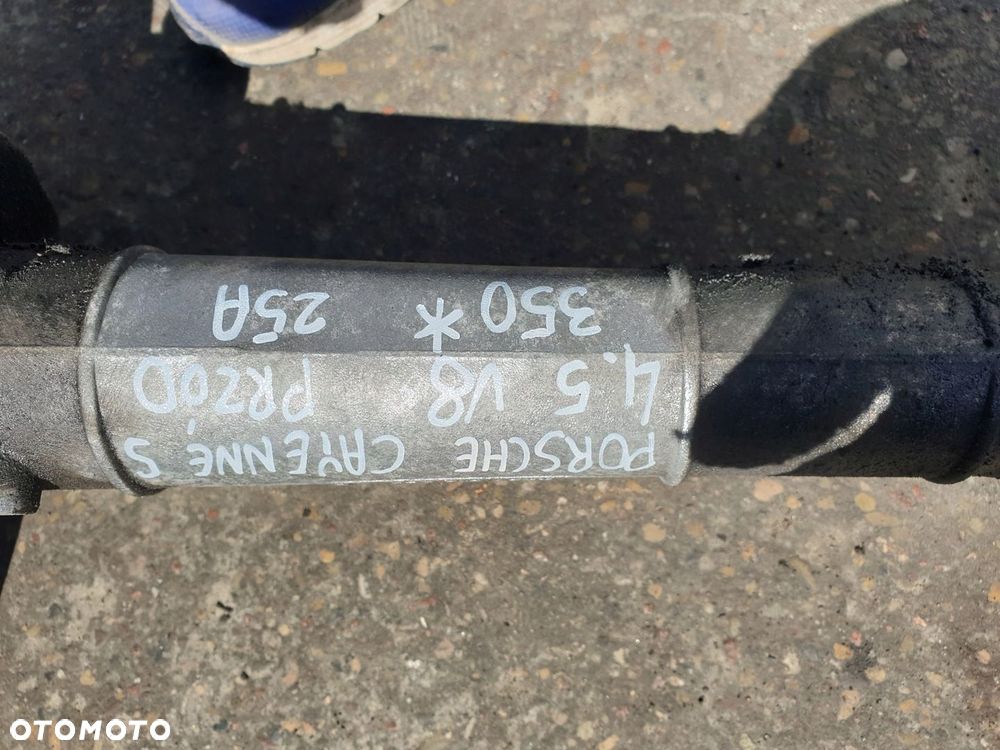 PORSCHE CAYENNE S
4.5 V8 PRZÓD
350* 25A
OTOMOTO